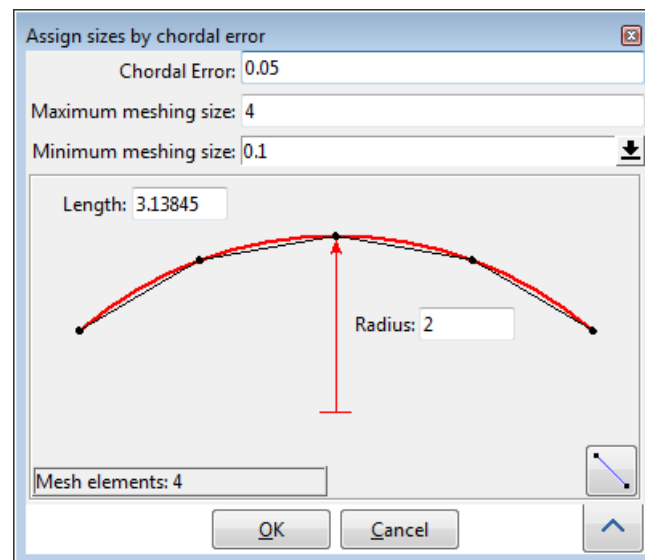 Assign sizes by chordal error
Chordal Error: 0.05
Maximum meshing size: 4
Minimum meshing size: 0.1
Length: 3.13845
Radius: 2
Mesh elements: 4
OK Cancel